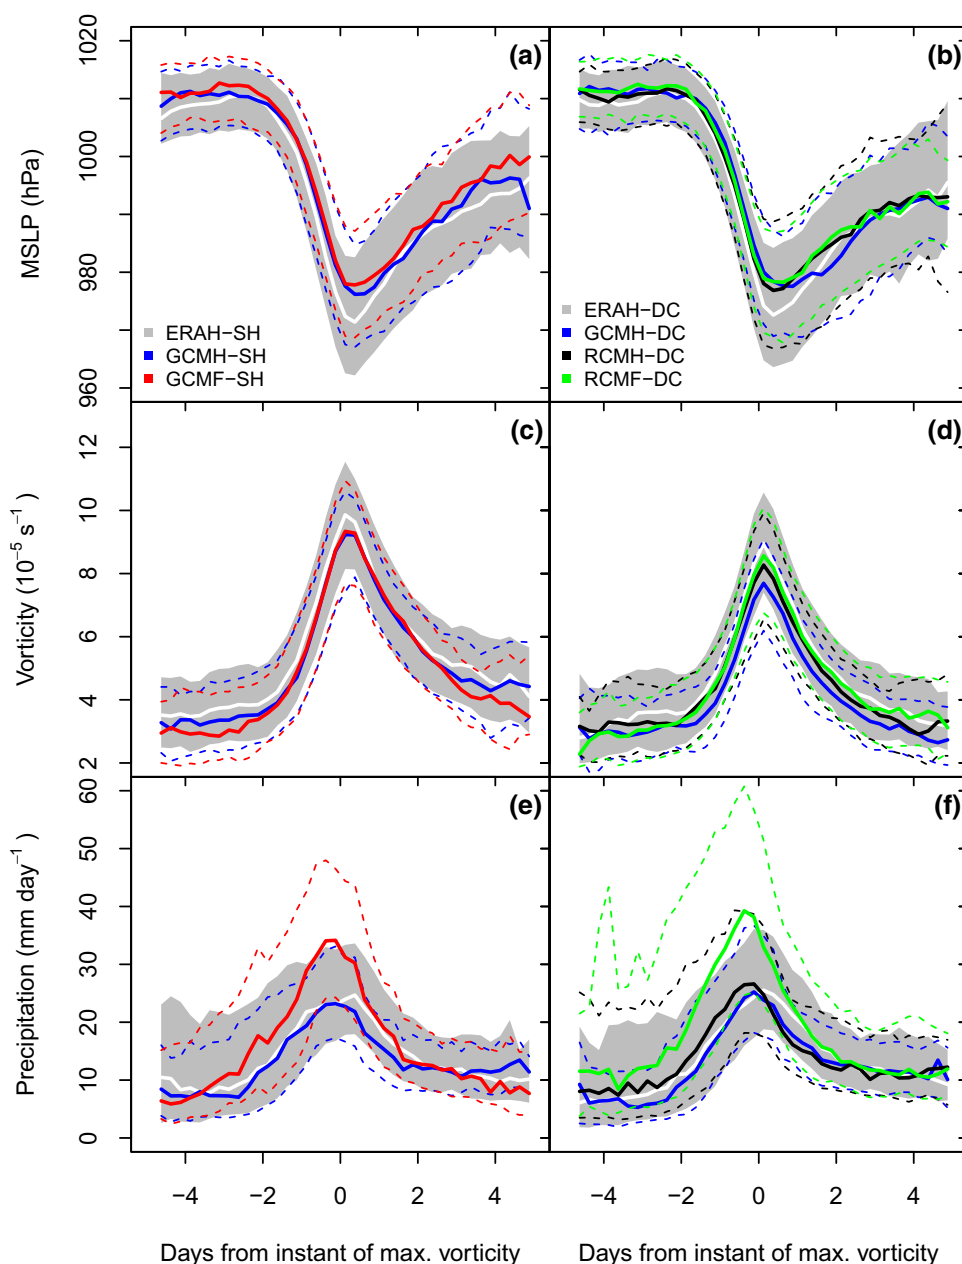 MSLP (hPa)
1020
1000
980
960
(a)
ERAH−SH
GCMH−SH
GCMF−SH
(b)
ERAH−DC
GCMH−DC
RCMH−DC
RCMF−DC
Vorticity (10⁻⁵ s⁻¹ )
12
10
8
6
4
2
(c)
(d)
Precipitation (mm day⁻¹ )
60
50
40
30
20
10
0
(e)
(f)
−4 −2 0 2 4
−4 −2 0 2 4
Days from instant of max. vorticity
Days from instant of max. vorticity